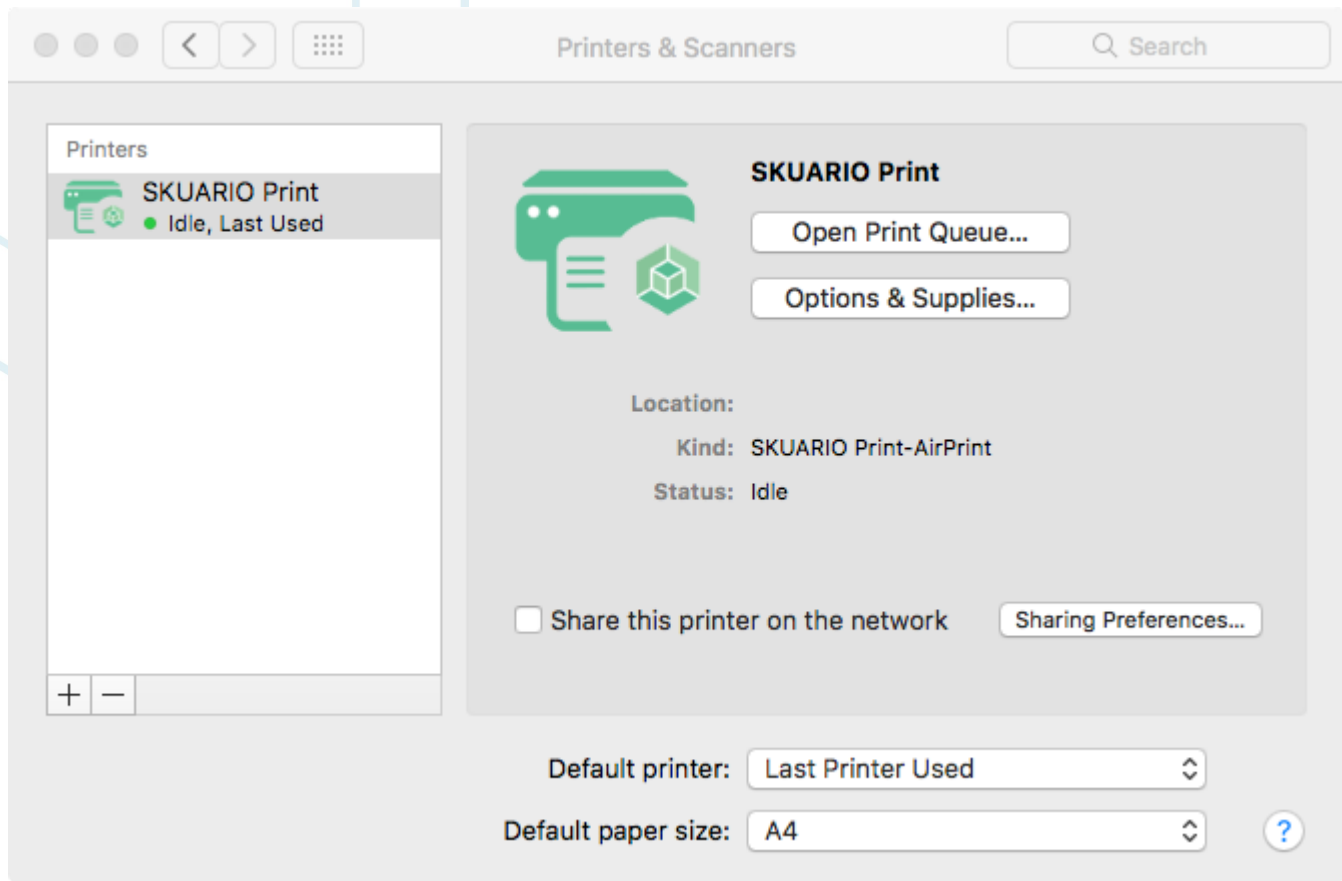 Printers & Scanners
Search
Printers
SKUARIO Print
Idle, Last Used
SKUARIO Print
Open Print Queue...
Options & Supplies...
Location:
Kind: SKUARIO Print-AirPrint
Status: Idle
Share this printer on the network
Sharing Preferences...
Default printer: Last Printer Used
Default paper size: A4
?